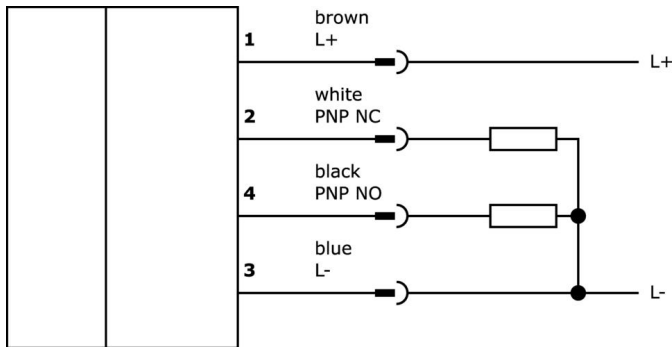 brown
1 L+ L+
white
2 PNP NC
black
4 PNP NO
blue
3 L- L-